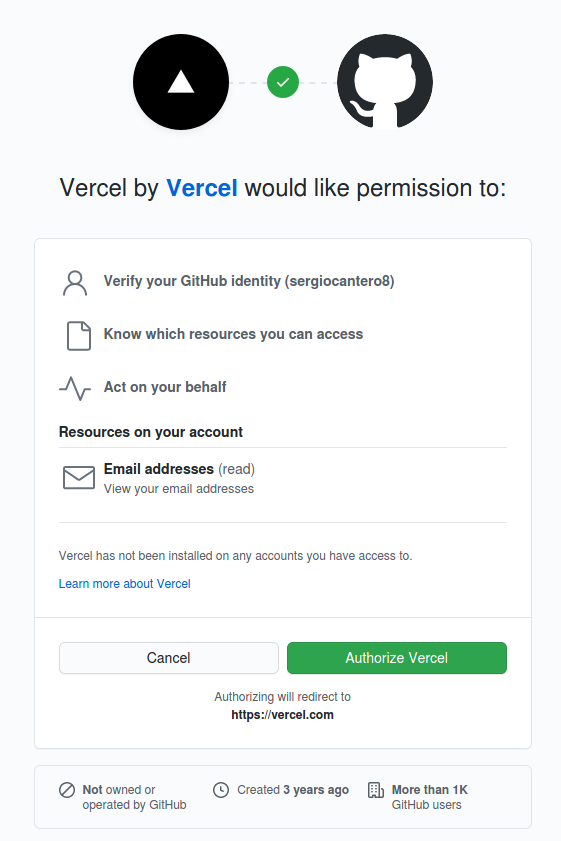 Vercel by Vercel would like permission to:
Verify your GitHub identity (sergiocantero8)
Know which resources you can access
Act on your behalf
Resources on your account
Email addresses (read)
View your email addresses
Vercel has not been installed on any accounts you have access to.
Learn more about Vercel
Cancel
Authorize Vercel
Authorizing will redirect to
https://vercel.com
Not owned or
operated by GitHub
Created 3 years ago
More than 1K
GitHub users